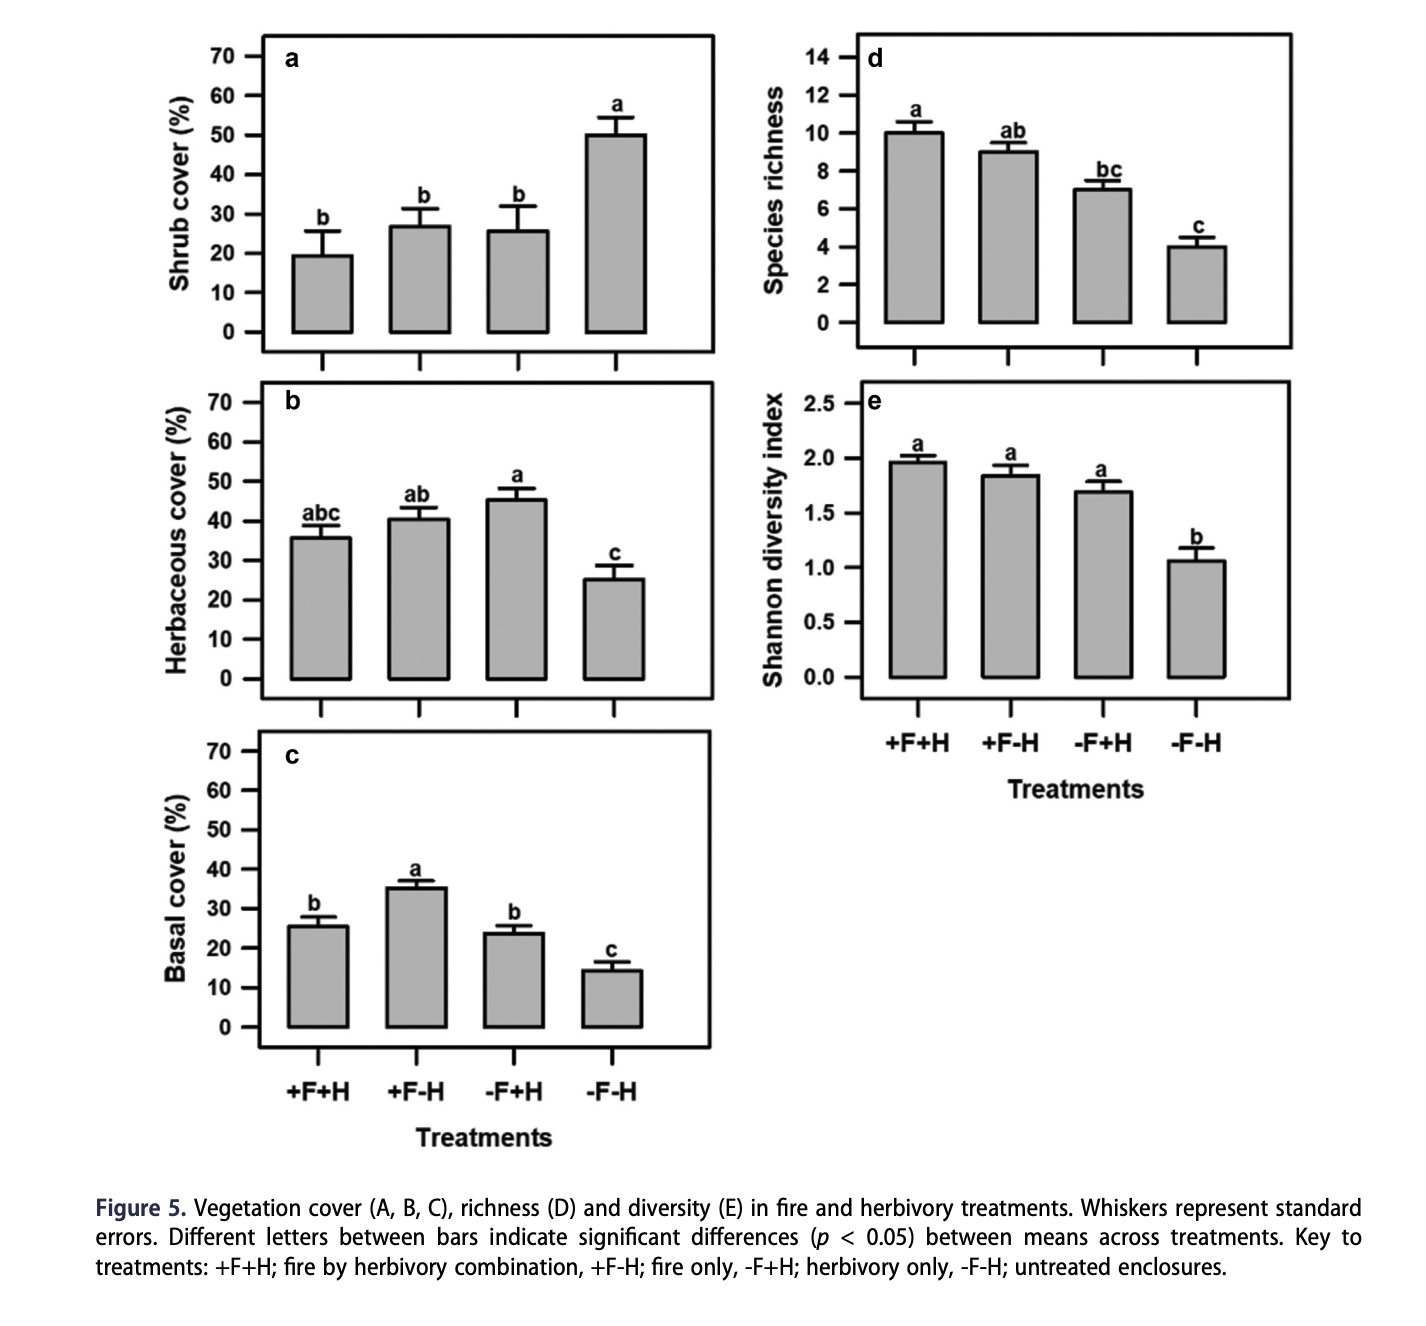 a
Shrub cover (%)
70
60
50
40
30
20
10
0
b
b
b
a
b
Herbaceous cover (%)
70
60
50
40
30
20
10
0
abc
ab
a
c
c
Basal cover (%)
70
60
50
40
30
20
10
0
b
a
b
c
+F+H +F-H -F+H -F-H
Treatments
d
Species richness
14
12
10
8
6
4
2
0
a
ab
bc
c
e
Shannon diversity index
2.5
2.0
1.5
1.0
0.5
0.0
a
a
a
b
+F+H +F-H -F+H -F-H
Treatments
Figure 5. Vegetation cover (A, B, C), richness (D) and diversity (E) in fire and herbivory treatments. Whiskers represent standard
errors. Different letters between bars indicate significant differences (p < 0.05) between means across treatments. Key to
treatments: +F+H; fire by herbivory combination, +F-H; fire only, -F+H; herbivory only, -F-H; untreated enclosures.